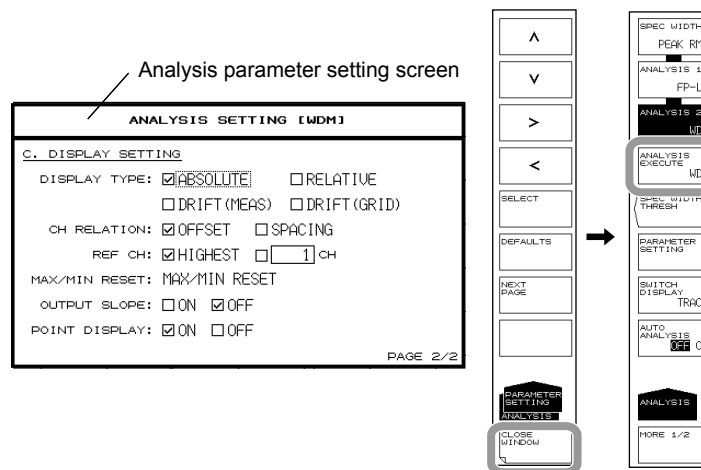 Analysis parameter setting screen
ANALYSIS SETTING [WDM]
C. DISPLAY SETTING
DISPLAY TYPE: ☑ABSOLUTE □RELATIVE
□DRIFT(MEAS) □DRIFT(GRID)
CH RELATION: ☑OFFSET □SPACING
REF CH: ☑HIGHEST □ 1 CH
MAX/MIN RESET: MAX/MIN RESET
OUTPUT SLOPE: □ON ☑OFF
POINT DISPLAY: ☑ON □OFF
PAGE 2/2
∧
∨
>
<
SELECT
DEFAULTS
NEXT
PAGE
PARAMETER
SETTING
ANALYSIS
CLOSE
WINDOW
SPEC WIDTH
PEAK RM
ANALYSIS 1
FP-L
ANALYSIS 2
WD
ANALYSIS
EXECUTE
WD
SPEC WIDTH
THRESH
PARAMETER
SETTING
SWITCH
DISPLAY
TRAC
AUTO
ANALYSIS
OFF O
ANALYSIS
MORE 1/2